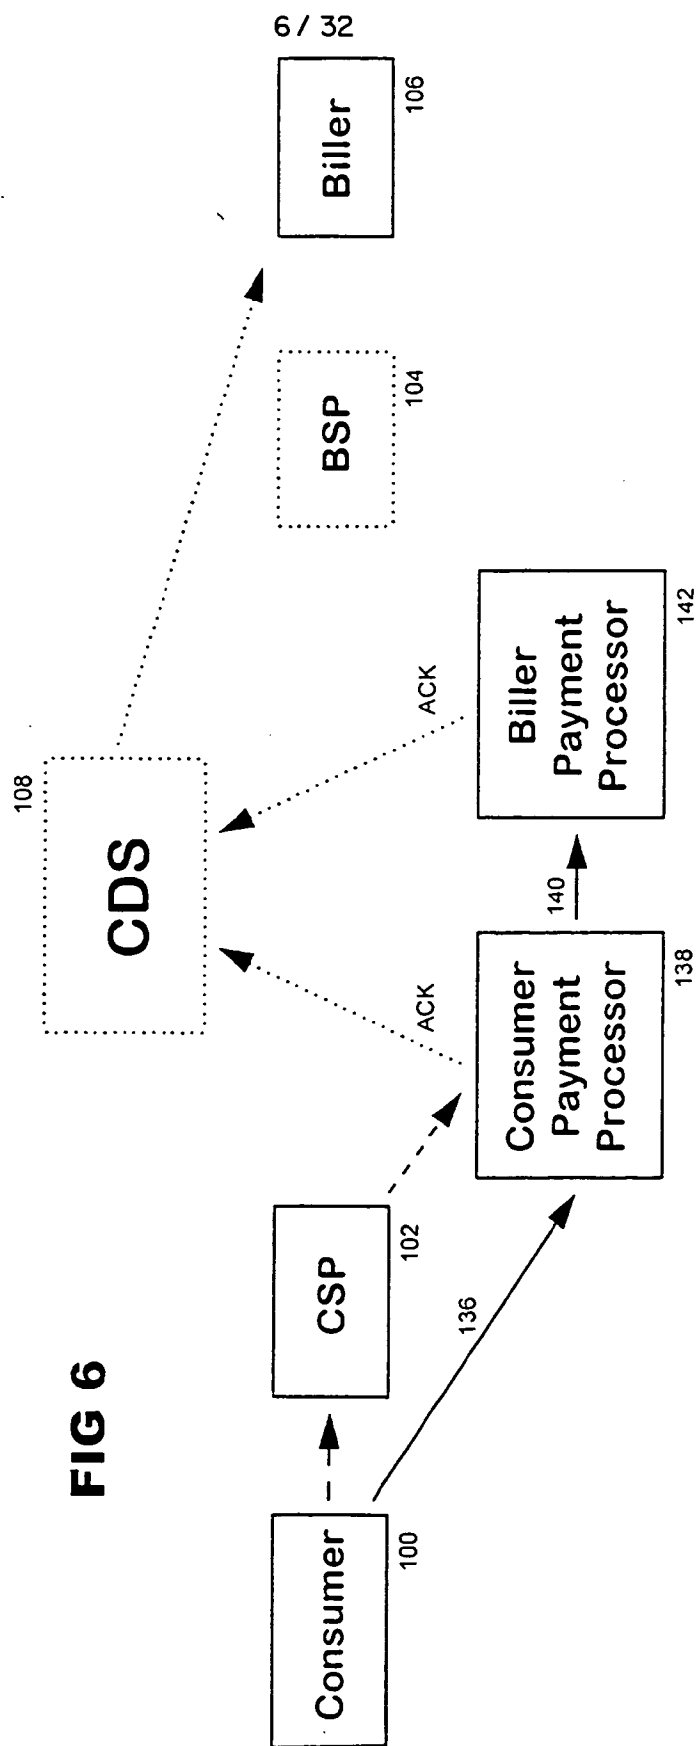 6/32
FIG 6
108
CDS
Consumer
100
CSP
102
BSP
104
Biller
106
136
ACK
ACK
Consumer
Payment
Processor
138
140
Biller
Payment
Processor
142